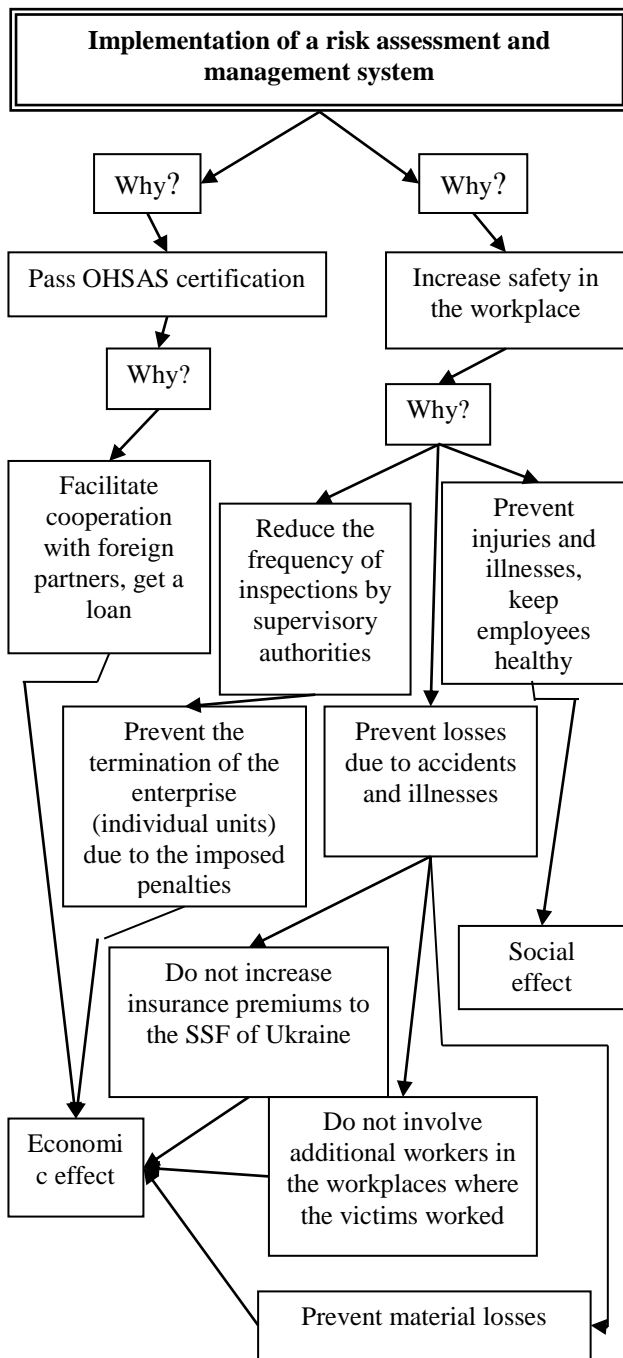 Implementation of a risk assessment and
management system
Why?
Why?
Pass OHSAS certification
Increase safety in
the workplace
Why?
Why?
Facilitate
cooperation
with foreign
partners, get a
loan
Reduce the
frequency of
inspections by
supervisory
authorities
Prevent
injuries and
illnesses,
keep
employees
healthy
Prevent the
termination of the
enterprise
(individual units)
due to the imposed
penalties
Prevent losses
due to accidents
and illnesses
Social
effect
Do not increase
insurance premiums to
the SSF of Ukraine
Economi
c effect
Do not involve
additional workers in
the workplaces where
the victims worked
Prevent material losses